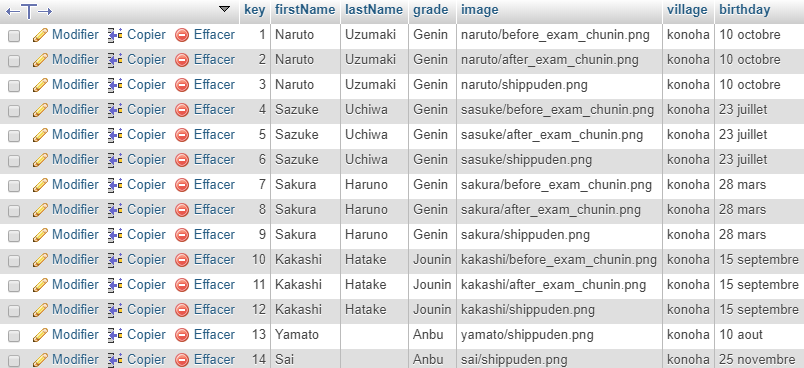 key firstName lastName grade image village birthday
Modifier Copier Effacer 1 Naruto Uzumaki Genin naruto/before_exam_chunin.png konoha 10 octobre
Modifier Copier Effacer 2 Naruto Uzumaki Genin naruto/after_exam_chunin.png konoha 10 octobre
Modifier Copier Effacer 3 Naruto Uzumaki Genin naruto/shippuden.png konoha 10 octobre
Modifier Copier Effacer 4 Sazuke Uchiwa Genin sasuke/before_exam_chunin.png konoha 23 juillet
Modifier Copier Effacer 5 Sazuke Uchiwa Genin sasuke/after_exam_chunin.png konoha 23 juillet
Modifier Copier Effacer 6 Sazuke Uchiwa Genin sasuke/shippuden.png konoha 23 juillet
Modifier Copier Effacer 7 Sakura Haruno Genin sakura/before_exam_chunin.png konoha 28 mars
Modifier Copier Effacer 8 Sakura Haruno Genin sakura/after_exam_chunin.png konoha 28 mars
Modifier Copier Effacer 9 Sakura Haruno Genin sakura/shippuden.png konoha 28 mars
Modifier Copier Effacer 10 Kakashi Hatake Jounin kakashi/before_exam_chunin.png konoha 15 septembre
Modifier Copier Effacer 11 Kakashi Hatake Jounin kakashi/after_exam_chunin.png konoha 15 septembre
Modifier Copier Effacer 12 Kakashi Hatake Jounin kakashi/shippuden.png konoha 15 septembre
Modifier Copier Effacer 13 Yamato Anbu yamato/shippuden.png konoha 10 aout
Modifier Copier Effacer 14 Sai Anbu sai/shippuden.png konoha 25 novembre